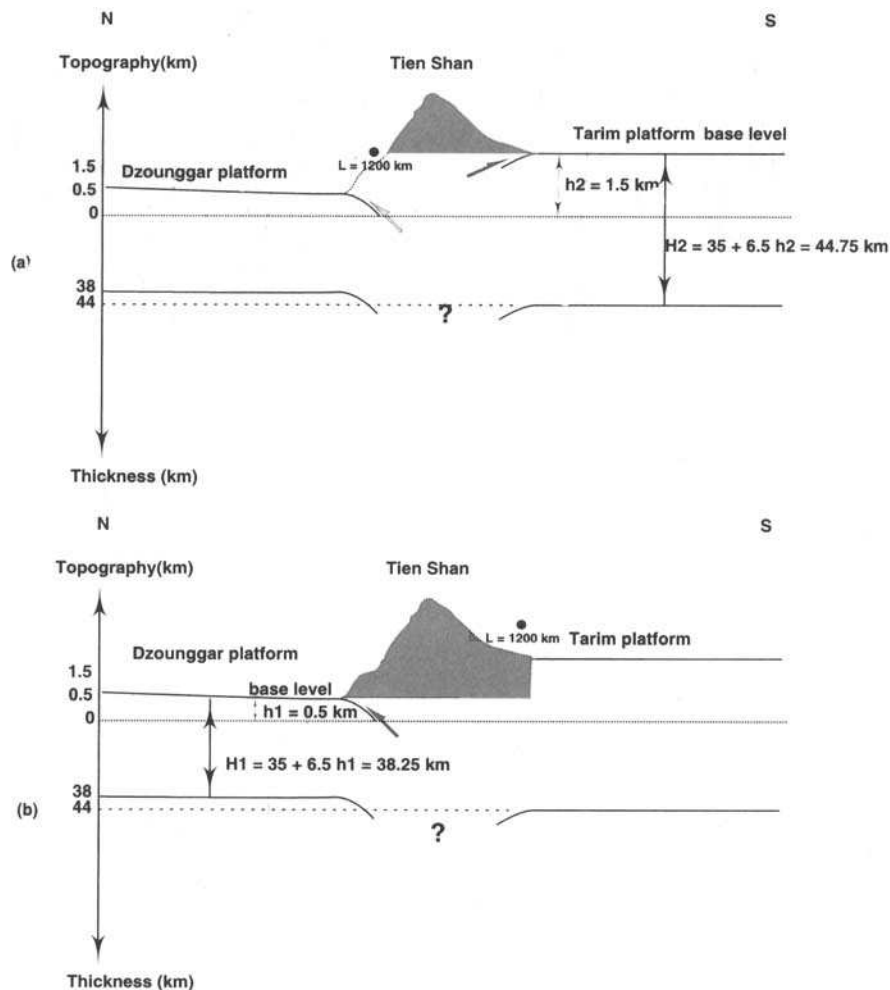 N S
Topography(km) Tien Shan
Tarim platform base level
L = 1200 km
Dzounggar platform
1.5
h2 = 1.5 km
0.5
0
H2 = 35 + 6.5 h2 = 44.75 km
(a)
38
44
?
Thickness (km)
N S
Topography(km) Tien Shan
L = 1200 km Tarim platform
Dzounggar platform
1.5
base level
0.5
h1 = 0.5 km
0
H1 = 35 + 6.5 h1 = 38.25 km
38
(b) 44
?
Thickness (km)